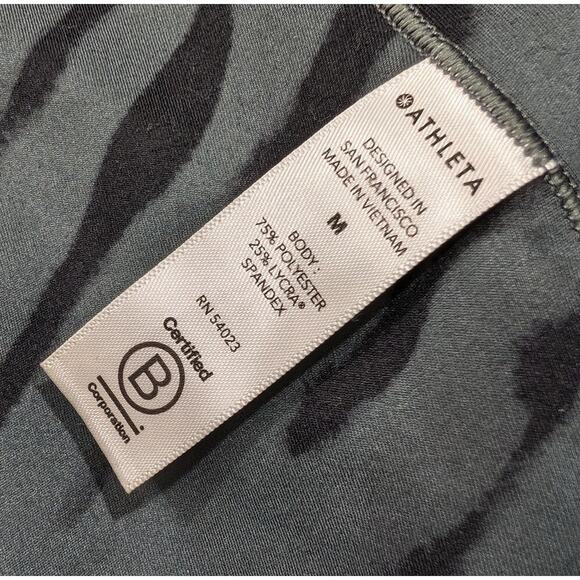 ATHLETA
DESIGNED IN
SAN FRANCISCO
MADE IN VIETNAM
M
BODY :
75% POLYESTER
25% LYCRA®
SPANDEX
RN 54023
Certified
B
Corporation